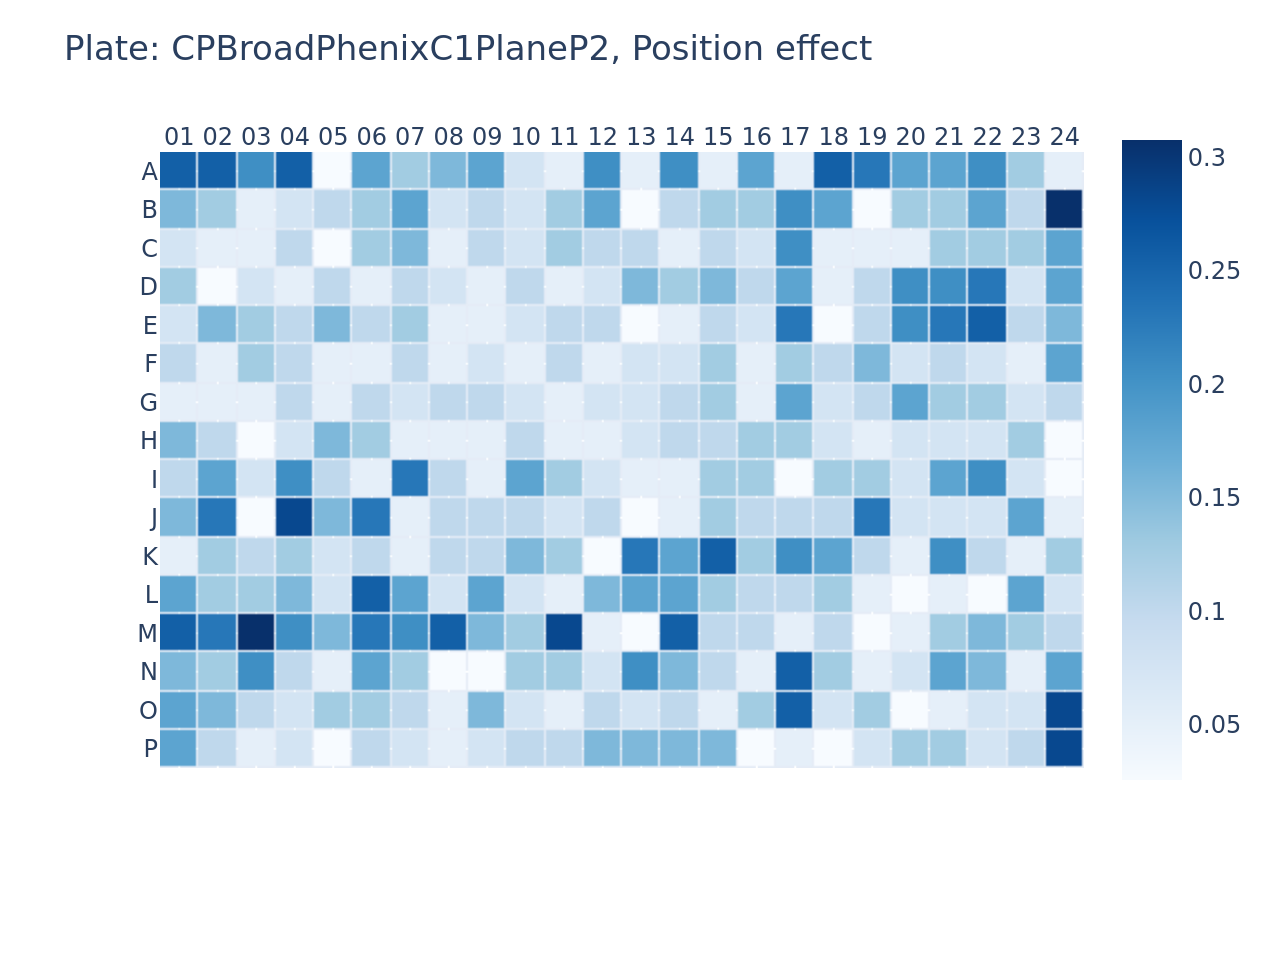 Plate: CPBroadPhenixC1PlaneP2, Position effect
01 02 03 04 05 06 07 08 09 10 11 12 13 14 15 16 17 18 19 20 21 22 23 24
A
B
C
D
E
F
G
H
I
J
K
L
M
N
O
P
0.3
0.25
0.2
0.15
0.1
0.05